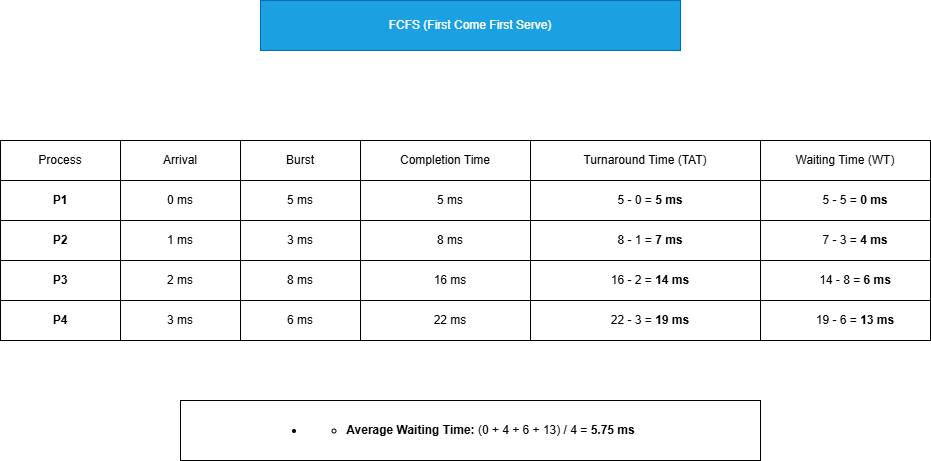 FCFS (First Come First Serve)
Process Arrival Burst Completion Time Turnaround Time (TAT) Waiting Time (WT)
P1 0 ms 5 ms 5 ms 5 - 0 = 5 ms 5 - 5 = 0 ms
P2 1 ms 3 ms 8 ms 8 - 1 = 7 ms 7 - 3 = 4 ms
P3 2 ms 8 ms 16 ms 16 - 2 = 14 ms 14 - 8 = 6 ms
P4 3 ms 6 ms 22 ms 22 - 3 = 19 ms 19 - 6 = 13 ms
Average Waiting Time: (0 + 4 + 6 + 13) / 4 = 5.75 ms